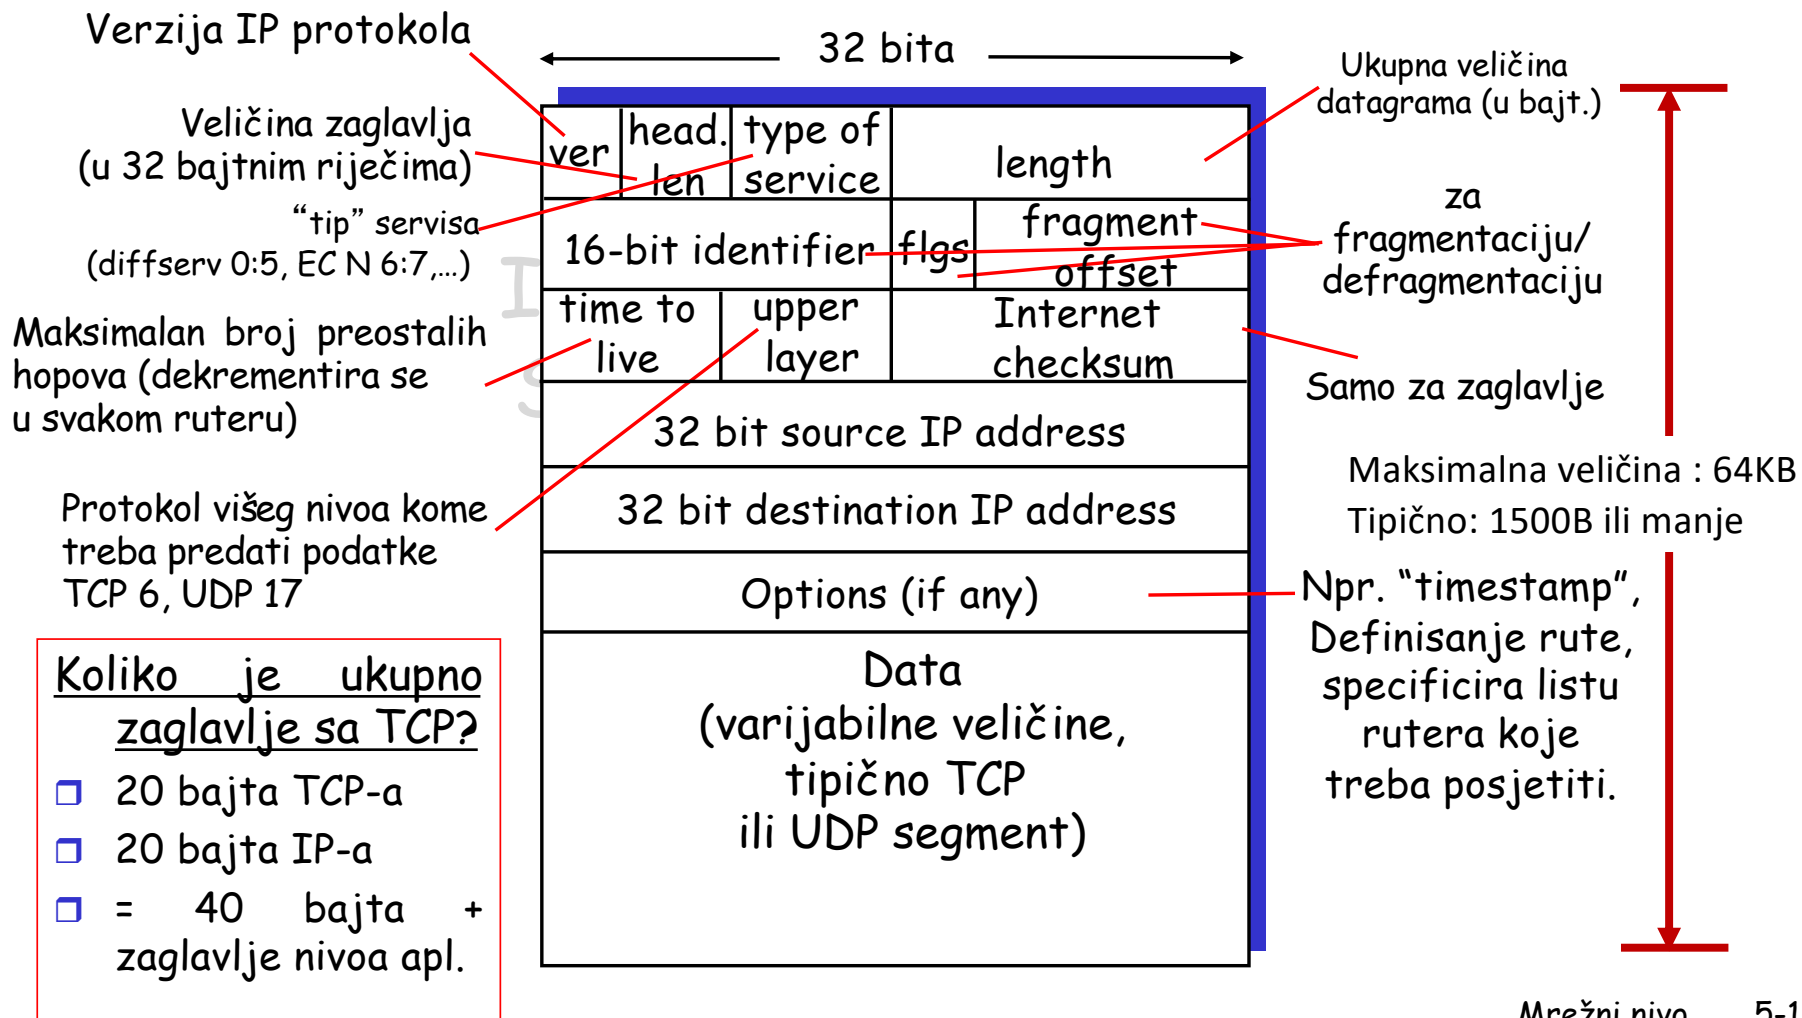 Verzija IP protokola
32 bita
Ukupna veličina
datagrama (u bajt.)
Veličina zaglavlja
(u 32 bajtnim riječima)
ver
head.
len
type of
service
length
“tip” servisa
(diffserv 0:5, EC N 6:7,…)
16-bit identifier
flgs
fragment
offset
za
fragmentaciju/
defragmentaciju
Maksimalan broj preostalih
hopova (dekrementira se
u svakom ruteru)
time to
live
upper
layer
Internet
checksum
Samo za zaglavlje
32 bit source IP address
Maksimalna veličina : 64KB
Tipično: 1500B ili manje
Protokol višeg nivoa kome
treba predati podatke
TCP 6, UDP 17
32 bit destination IP address
Options (if any)
Npr. “timestamp”,
Definisanje rute,
specificira listu
rutera koje
treba posjetiti.
Koliko je ukupno
zaglavlje sa TCP?
20 bajta TCP-a
20 bajta IP-a
= 40 bajta +
zaglavlje nivoa apl.
Data
(varijabilne veličine,
tipično TCP
ili UDP segment)
Mrežni nivo 5-1